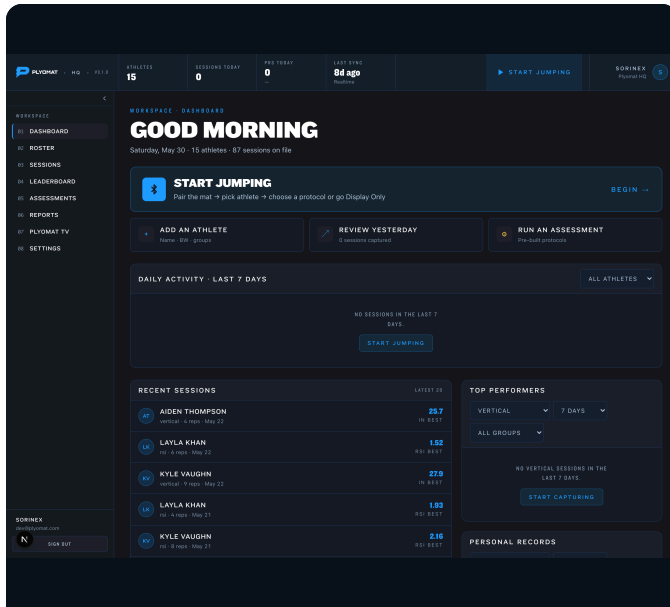 PLYOMAT · HQ · V3.1.0
ATHLETES
15
SESSIONS TODAY
0
PRS TODAY
0
—
LAST SYNC
8d ago
Realtime
▶ START JUMPING
SORINEX
Plyomat HQ
S
WORKSPACE
01 DASHBOARD
02 ROSTER
03 SESSIONS
04 LEADERBOARD
05 ASSESSMENTS
06 REPORTS
07 PLYOMAT TV
08 SETTINGS
SORINEX
dev@plyomat.com
N
SIGN OUT
WORKSPACE · DASHBOARD
GOOD MORNING
Saturday, May 30 · 15 athletes · 87 sessions on file
START JUMPING
Pair the mat → pick athlete → choose a protocol or go Display Only
BEGIN →
ADD AN ATHLETE
Name · BW · groups
REVIEW YESTERDAY
0 sessions captured
RUN AN ASSESSMENT
Pre-built protocols
DAILY ACTIVITY · LAST 7 DAYS
ALL ATHLETES
NO SESSIONS IN THE LAST 7
DAYS.
START JUMPING
RECENT SESSIONS
LATEST 20
AT
AIDEN THOMPSON
vertical · 4 reps · May 22
25.7
IN BEST
LK
LAYLA KHAN
rsi · 6 reps · May 22
1.52
RSI BEST
KV
KYLE VAUGHN
vertical · 9 reps · May 22
27.9
IN BEST
LK
LAYLA KHAN
rsi · 4 reps · May 21
1.93
RSI BEST
KV
KYLE VAUGHN
rsi · 8 reps · May 21
2.16
RSI BEST
TOP PERFORMERS
VERTICAL
7 DAYS
ALL GROUPS
NO VERTICAL SESSIONS IN THE
LAST 7 DAYS.
START CAPTURING
PERSONAL RECORDS